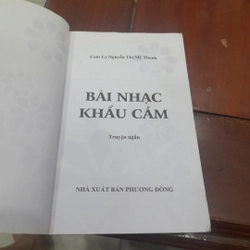 Cam Ly Nguyễn Thị Mỹ Thanh
BÀI NHẠC
KHẨU CẦM
Truyện ngắn
NHÀ XUẤT BẢN PHƯƠNG ĐÔNG